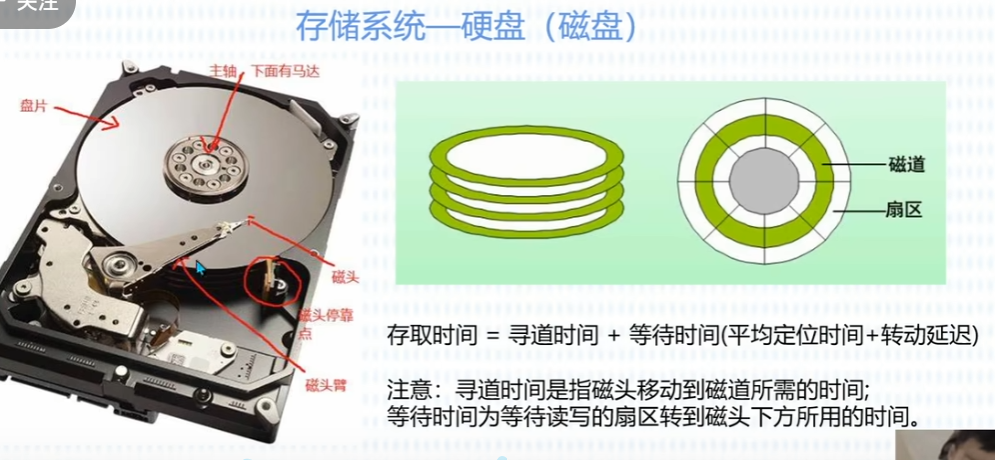 关注
存储系统—硬盘（磁盘）
主轴，下面有马达
盘片
磁头
磁头停靠
点
磁头臂
磁道
扇区
存取时间 = 寻道时间 + 等待时间(平均定位时间+转动延迟)
注意：寻道时间是指磁头移动到磁道所需的时间;
等待时间为等待读写的扇区转到磁头下方所用的时间。